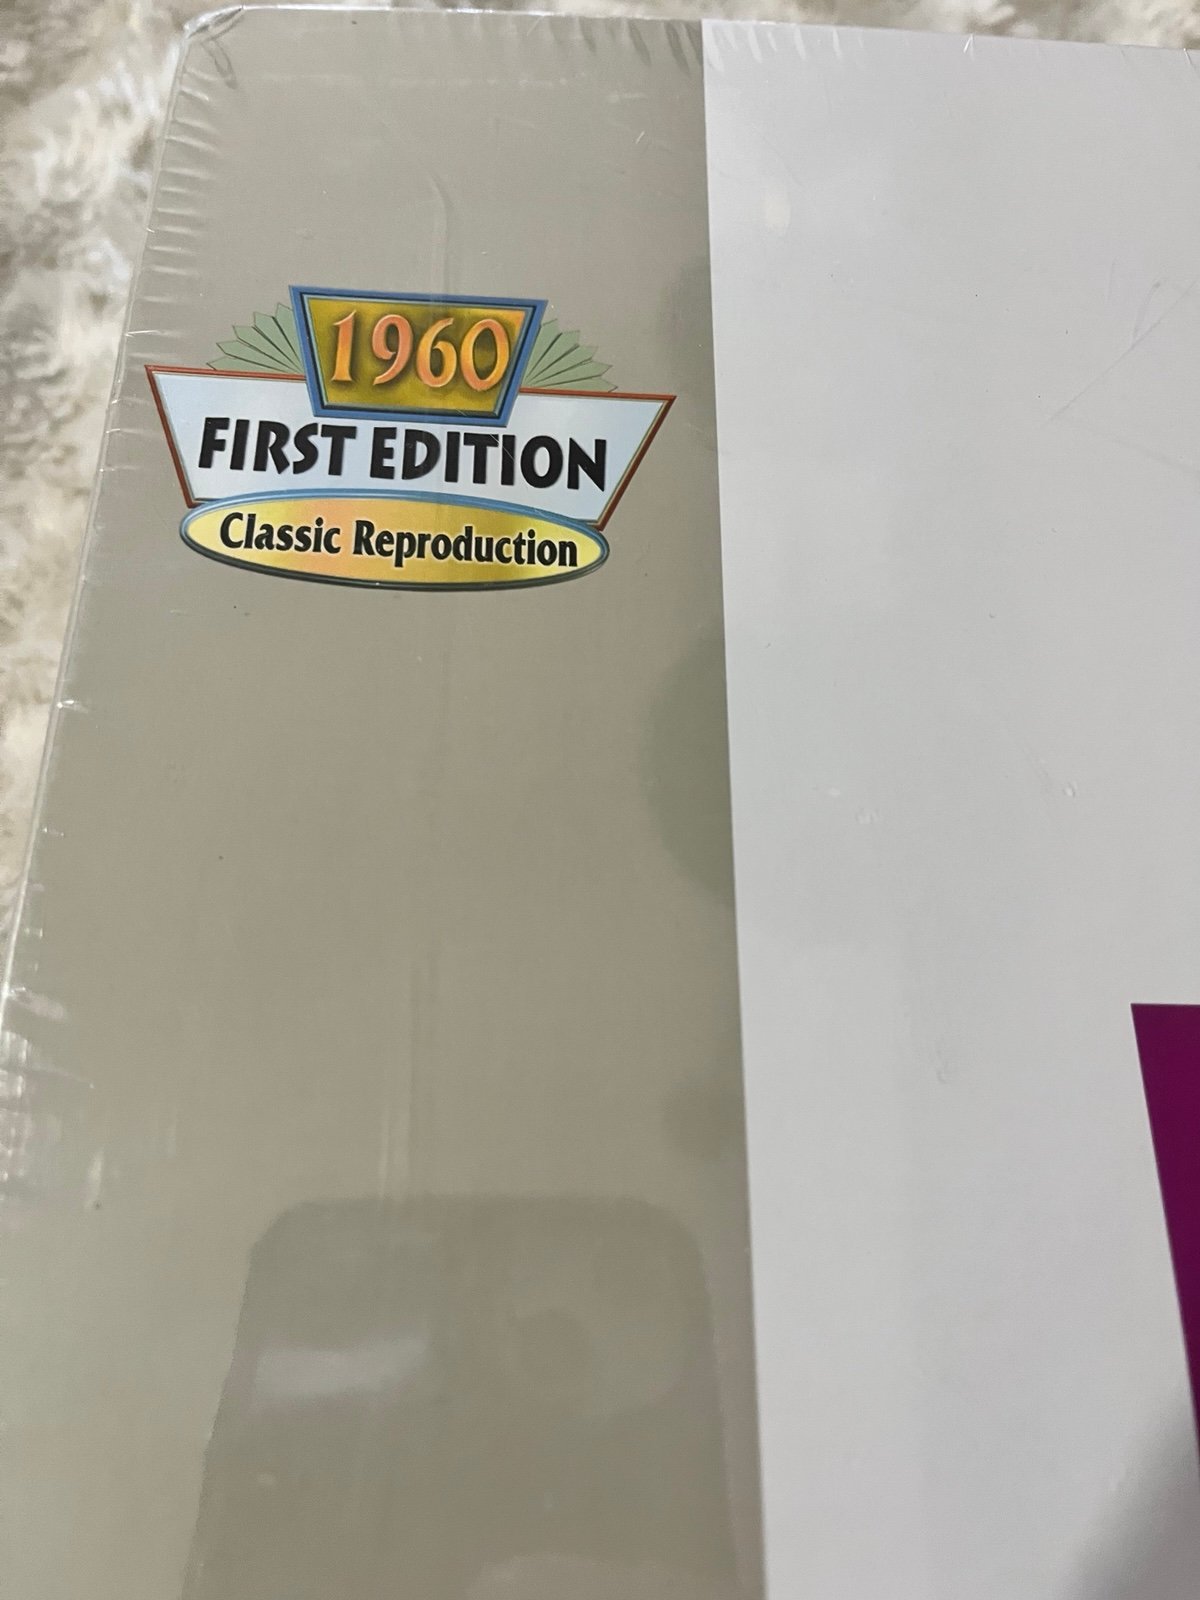 1960
FIRST EDITION
Classic Reproduction